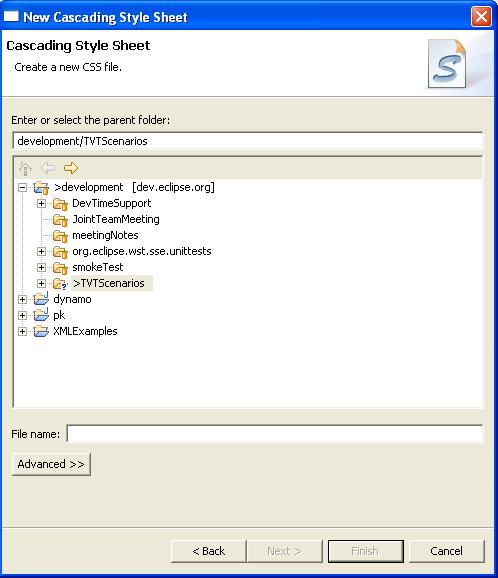 New Cascading Style Sheet
Cascading Style Sheet
Create a new CSS file.
S
Enter or select the parent folder:
development/TVTScenarios
>development [dev.eclipse.org]
DevTimeSupport
JointTeamMeeting
meetingNotes
org.eclipse.wst.sse.unittests
smokeTest
>TVTScenarios
dynamo
pk
XMLExamples
File name:
Advanced >>
< Back Next > Finish Cancel